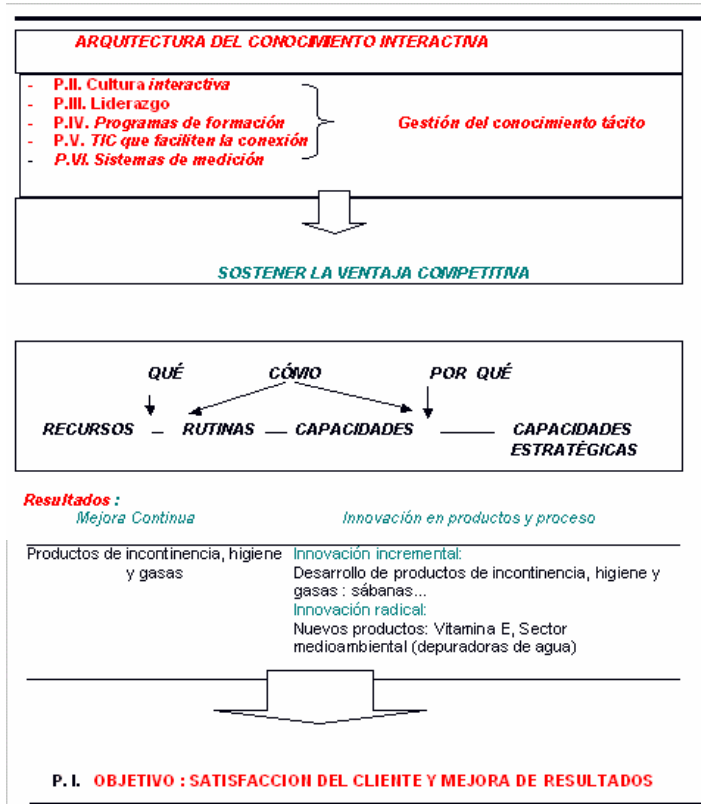 ARQUITECTURA DEL CONOCIMIENTO INTERACTIVA
- P.II. Cultura interactiva
- P.III. Liderazgo
- P.IV. Programas de formación
- P.V. TIC que faciliten la conexión
- P.VI. Sistemas de medición
Gestión del conocimiento tácito
SOSTENER LA VENTAJA COMPETITIVA
QUÉ CÓMO POR QUÉ
RECURSOS RUTINAS CAPACIDADES CAPACIDADES
ESTRATÉGICAS
Resultados :
Mejora Continua Innovación en productos y proceso
Productos de incontinencia, higiene
y gasas
Innovación incremental:
Desarrollo de productos de incontinencia, higiene y
gasas : sábanas...
Innovación radical:
Nuevos productos: Vitamina E, Sector
medioambiental (depuradoras de agua)
P. I. OBJETIVO : SATISFACCION DEL CLIENTE Y MEJORA DE RESULTADOS